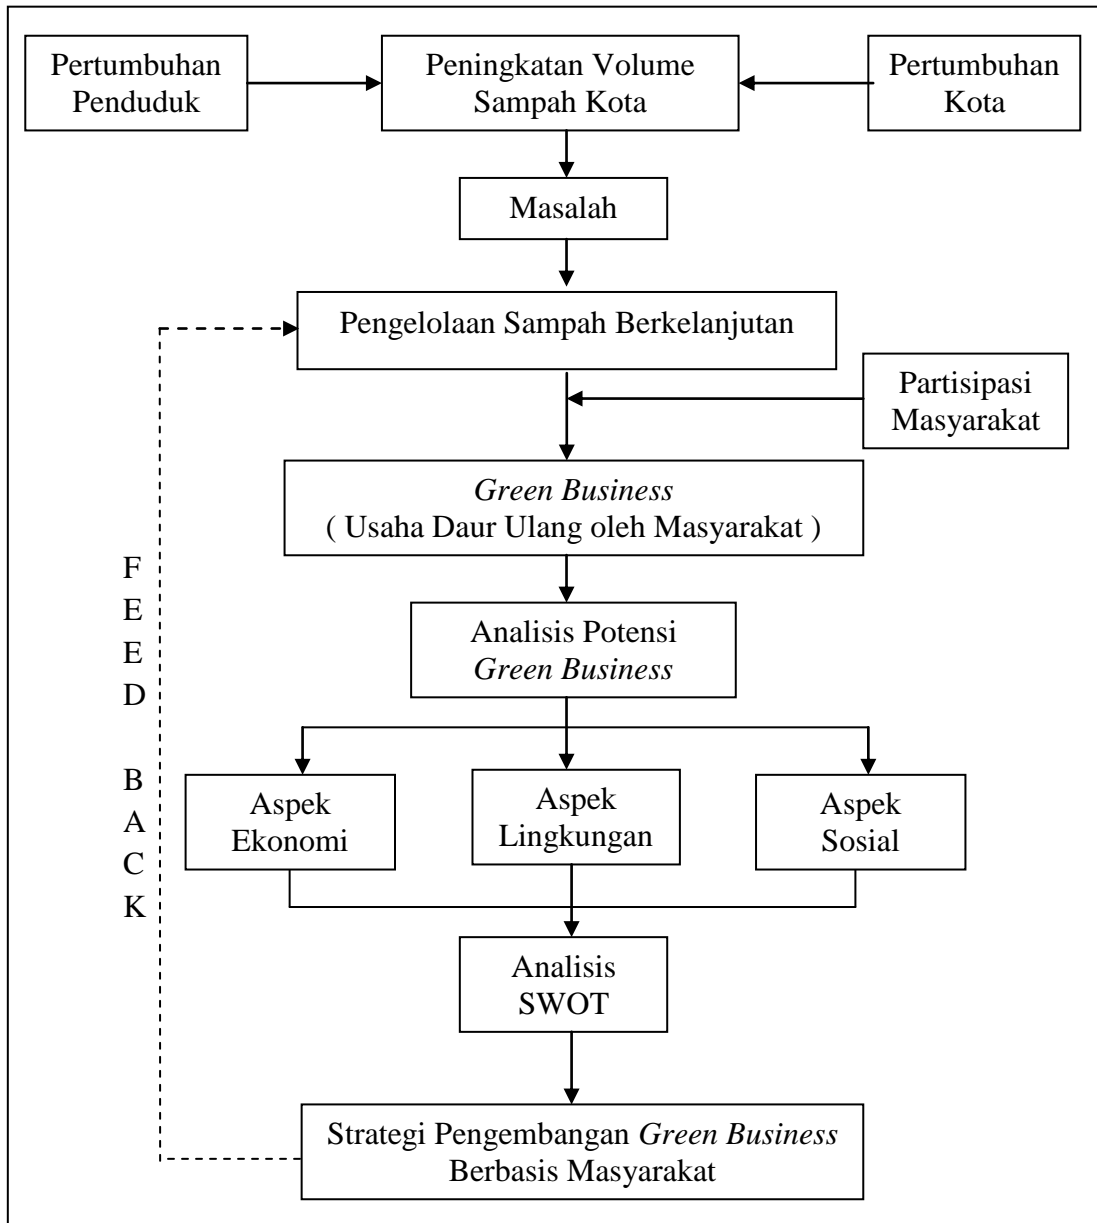 Pertumbuhan
Penduduk
Peningkatan Volume
Sampah Kota
Pertumbuhan
Kota
Masalah
Pengelolaan Sampah Berkelanjutan
Partisipasi
Masyarakat
Green Business
( Usaha Daur Ulang oleh Masyarakat )
Analisis Potensi
Green Business
Aspek
Ekonomi
Aspek
Lingkungan
Aspek
Sosial
Analisis
SWOT
Strategi Pengembangan Green Business
Berbasis Masyarakat
F
E
E
D
B
A
C
K